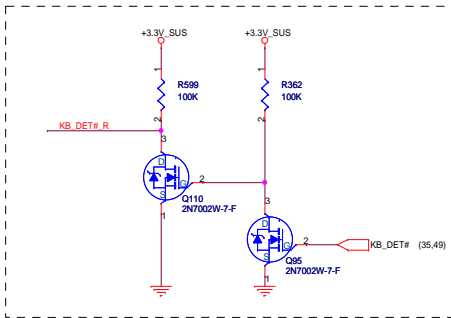 +3.3V_SUS +3.3V_SUS
1 1
R599 R362
100K 100K
2 2
KB_DET#_R
3
D
G 2
S
Q110
2N7002W-7-F
1
3
D
G 2 KB_DET# (35,49)
S
Q95
2N7002W-7-F
1